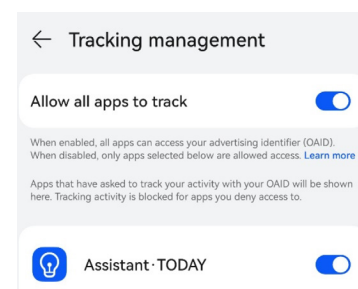 Tracking management
Allow all apps to track
When enabled, all apps can access your advertising identifier (OAID).
When disabled, only apps selected below are allowed access. Learn more
Apps that have asked to track your activity with your OAID will be shown
here. Tracking activity is blocked for apps you deny access to.
Assistant·TODAY